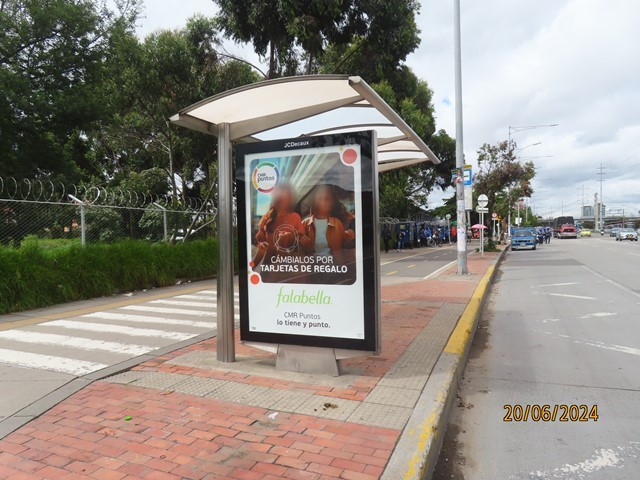 JCDecaux
CMR
puntos
CÁMBIALOS POR
TARJETAS DE REGALO
falabella.
CMR Puntos
lo tiene y punto.
20/06/2024